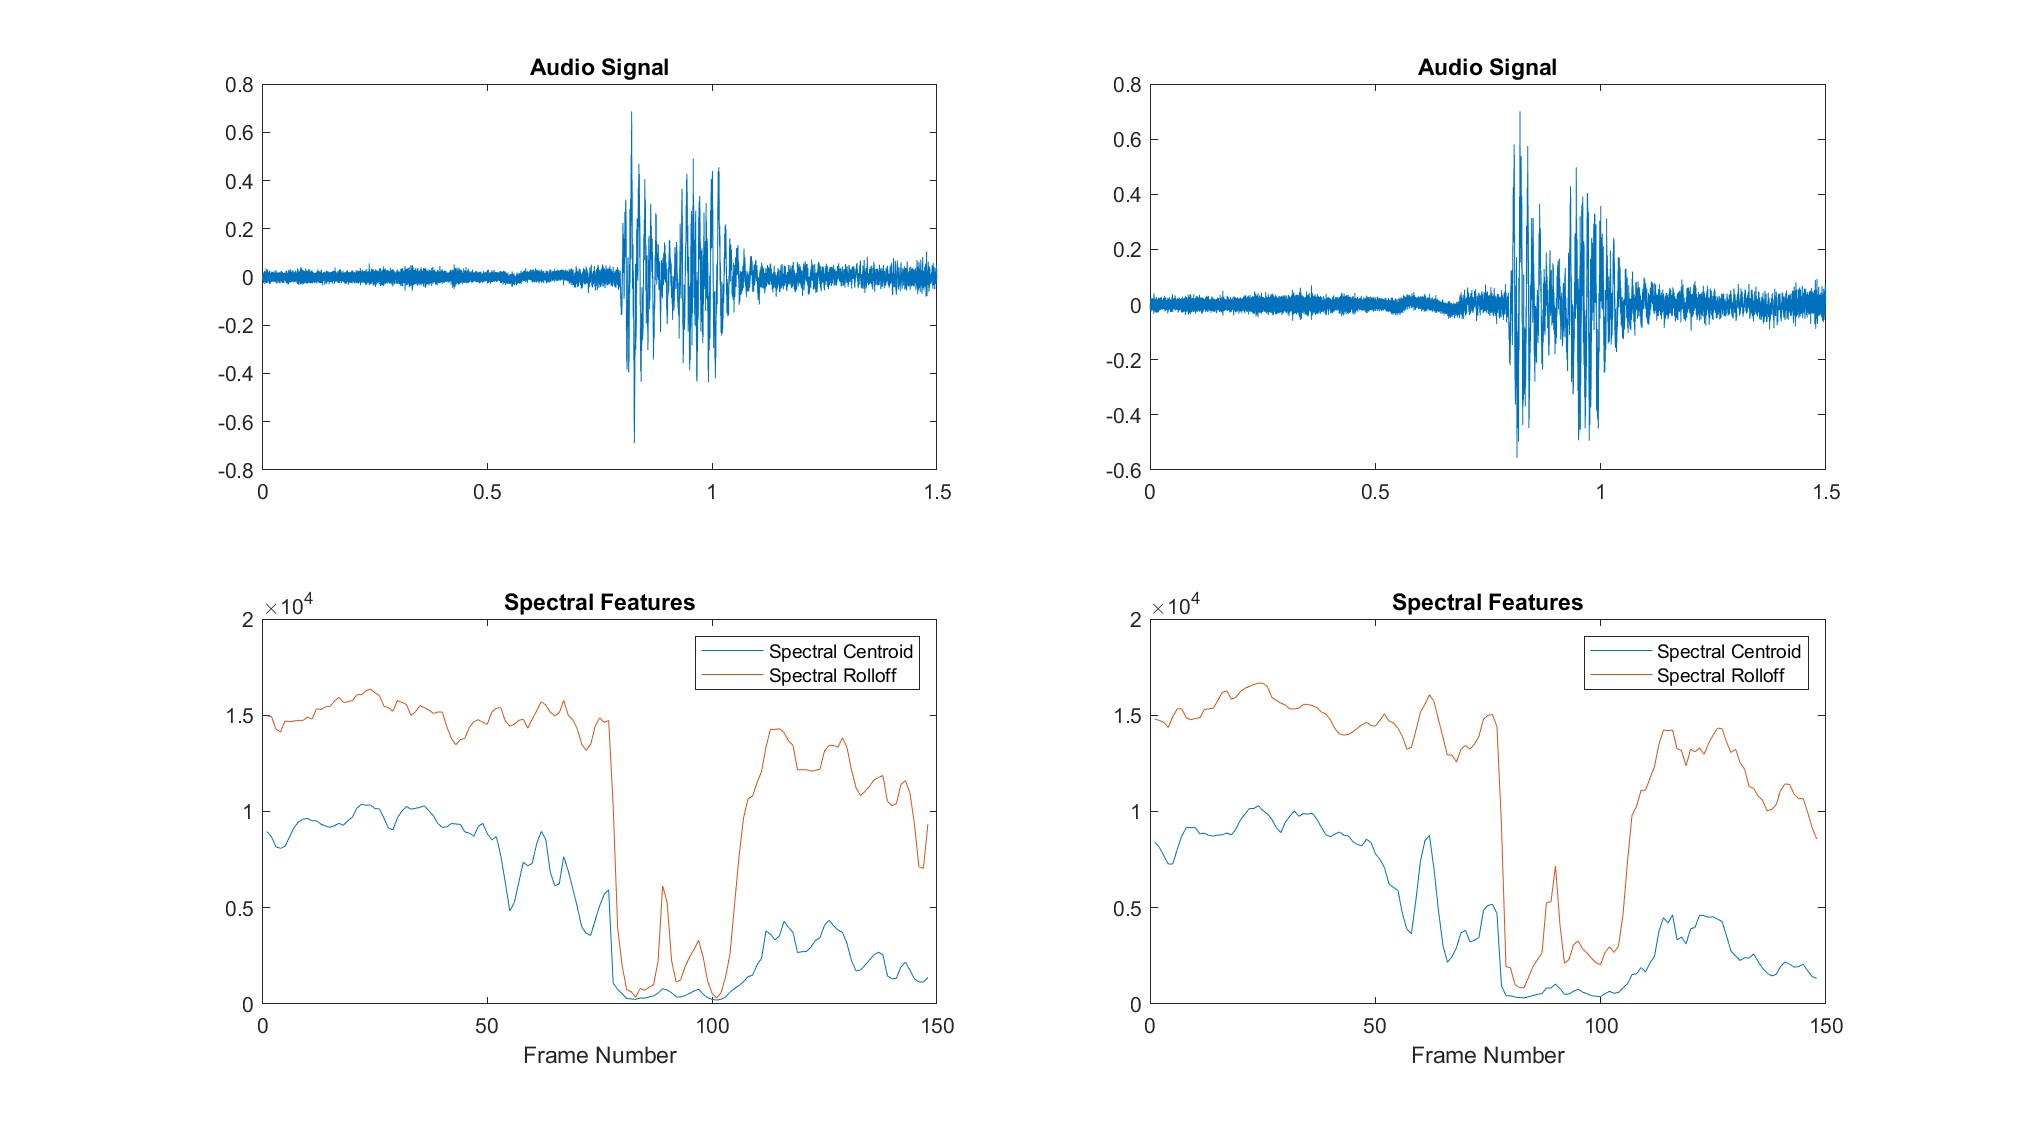 Audio Signal
0.8
0.6
0.4
0.2
0
-0.2
-0.4
-0.6
-0.8
0 0.5 1 1.5
Audio Signal
0.8
0.6
0.4
0.2
0
-0.2
-0.4
-0.6
0 0.5 1 1.5
Spectral Features
×10⁴
2
1.5
1
0.5
0
Spectral Centroid
Spectral Rolloff
0 50 100 150
Frame Number
Spectral Features
×10⁴
2
1.5
1
0.5
0
Spectral Centroid
Spectral Rolloff
0 50 100 150
Frame Number